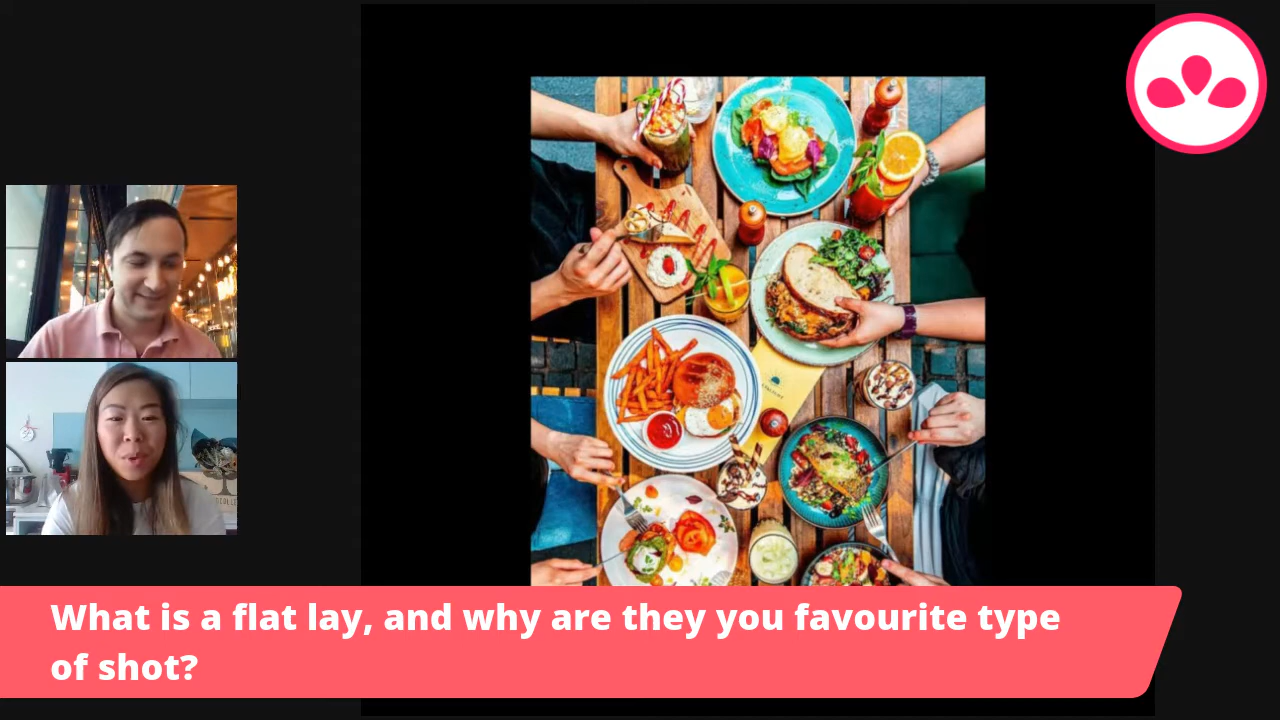 What is a flat lay, and why are they you favourite type
of shot?